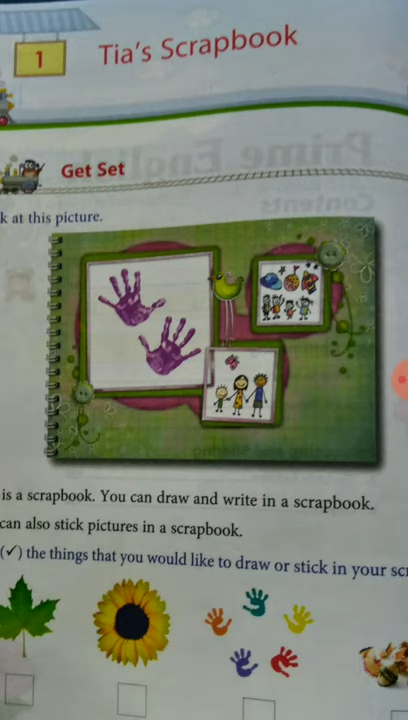 1
Tia's Scrapbook
Get Set
k at this picture.
is a scrapbook. You can draw and write in a scrapbook.
can also stick pictures in a scrapbook.
(✓) the things that you would like to draw or stick in your scr